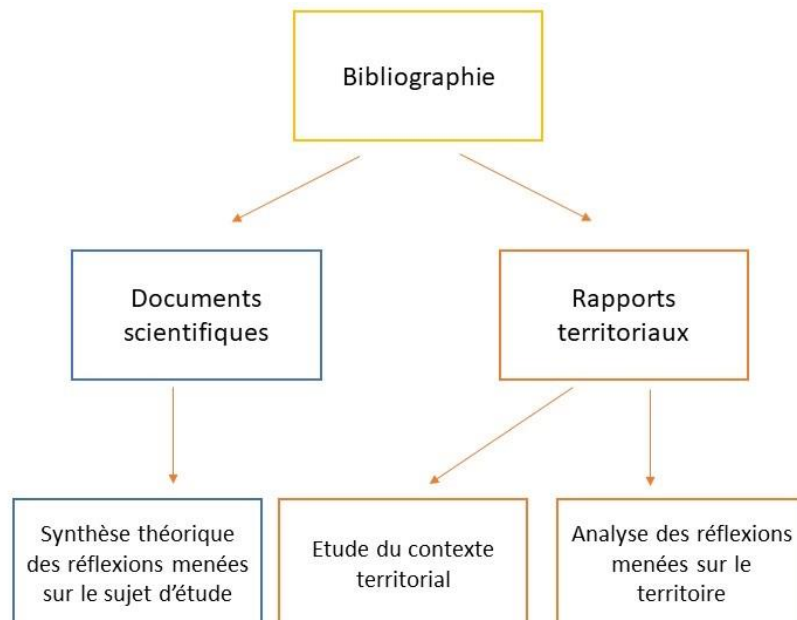 Bibliographie
Documents
scientifiques
Rapports
territoriaux
Synthèse théorique
des réflexions menées
sur le sujet d'étude
Etude du contexte
territorial
Analyse des réflexions
menées sur le
territoire